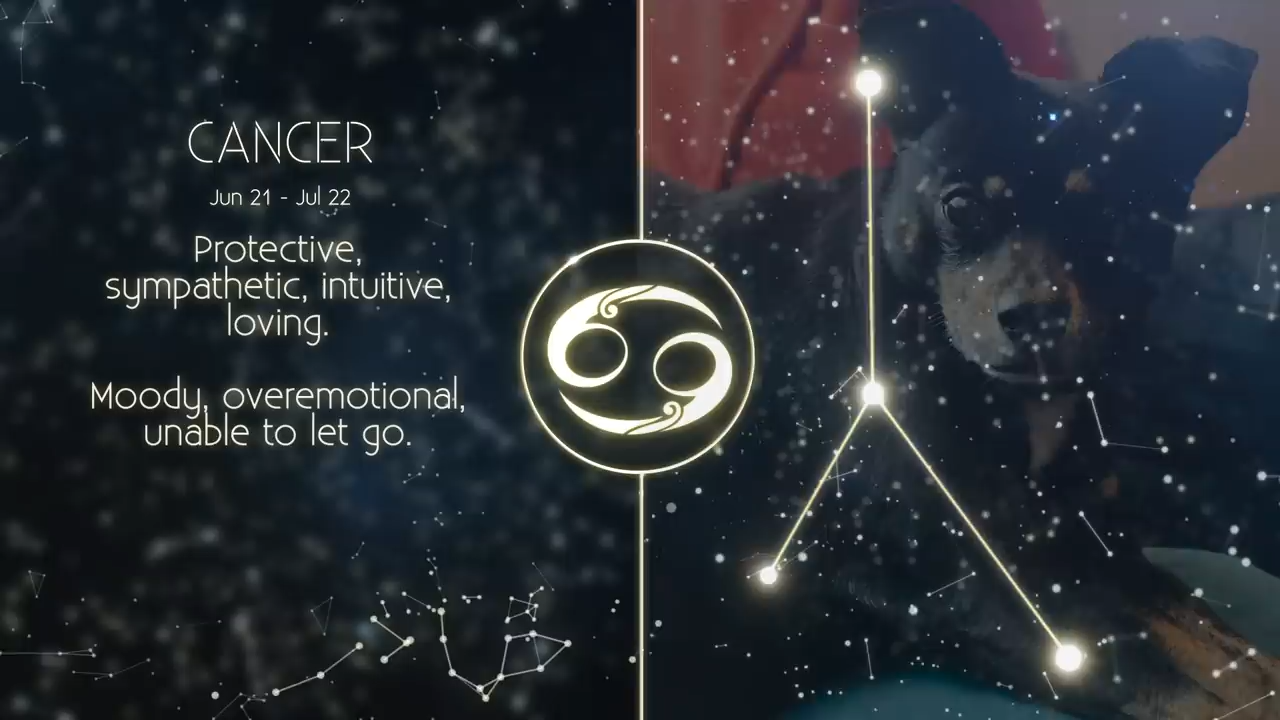 CANCER
Jun 21 - Jul 22
Protective,
sympathetic, intuitive,
loving.
Moody, overemotional,
unable to let go.